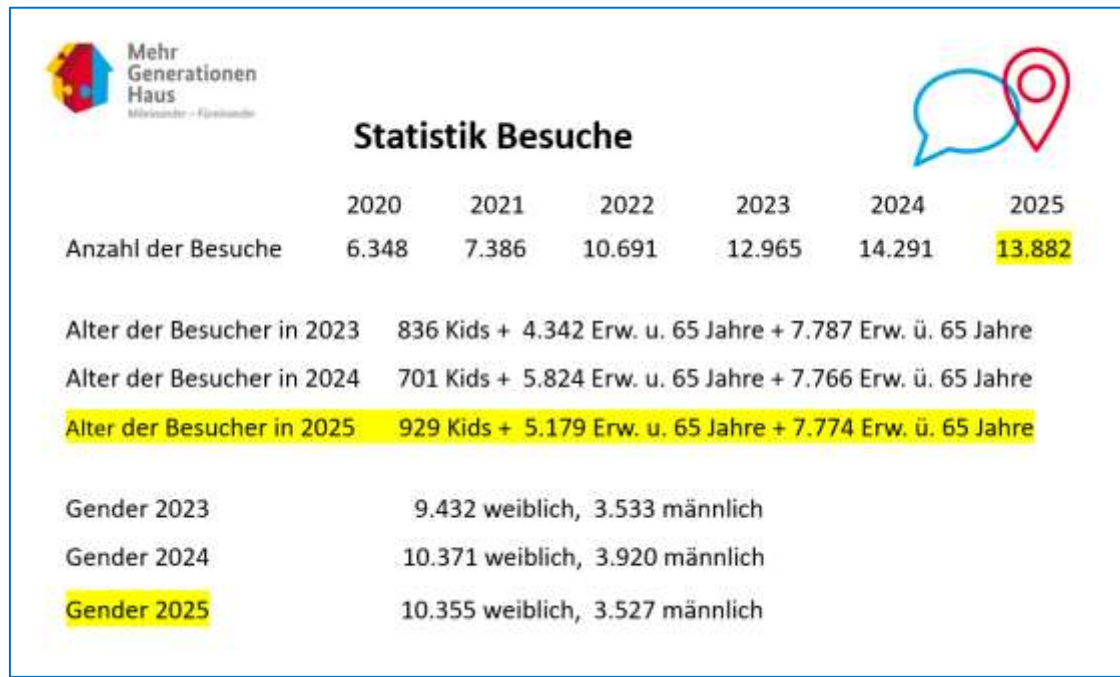 Mehr
Generationen
Haus
Miteinander – Füreinander
Statistik Besuche
2020 2021 2022 2023 2024 2025
Anzahl der Besuche 6.348 7.386 10.691 12.965 14.291 13.882
Alter der Besucher in 2023 836 Kids + 4.342 Erw. u. 65 Jahre + 7.787 Erw. ü. 65 Jahre
Alter der Besucher in 2024 701 Kids + 5.824 Erw. u. 65 Jahre + 7.766 Erw. ü. 65 Jahre
Alter der Besucher in 2025 929 Kids + 5.179 Erw. u. 65 Jahre + 7.774 Erw. ü. 65 Jahre
Gender 2023 9.432 weiblich, 3.533 männlich
Gender 2024 10.371 weiblich, 3.920 männlich
Gender 2025 10.355 weiblich, 3.527 männlich